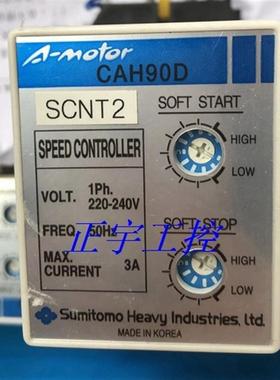 A-motor
CAH90D
SCNT2
SOFT START
HIGH
LOW
SPEED CONTROLLER
VOLT. 1Ph. 220-240V
FREQ. 50Hz
MAX. CURRENT 3A
SOFT STOP
HIGH
LOW
正宇工控
Sumitomo Heavy Industries, Ltd.
MADE IN KOREA